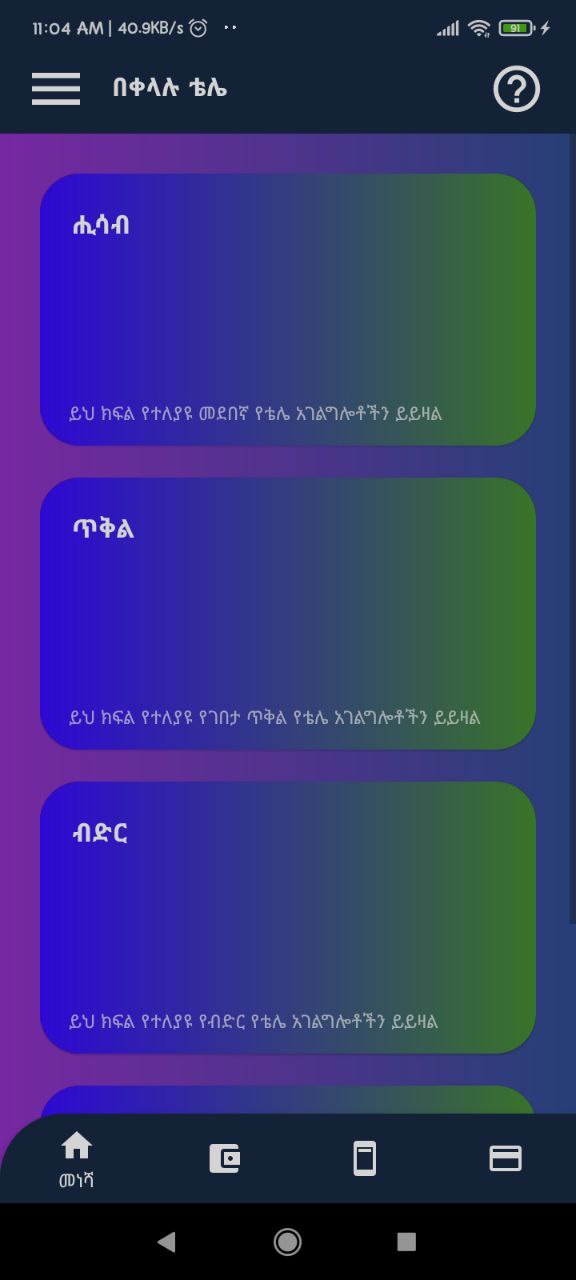 11:04 AM | 40.9KB/s
91
በቀላሉ ቴሌ
ሒሳብ
ይህ ክፍል የተለያዩ መደበኛ የቴሌ አገልግሎቶችን ይይዛል
ጥቅል
ይህ ክፍል የተለያዩ የገበታ ጥቅል የቴሌ አገልግሎቶችን ይይዛል
ብድር
ይህ ክፍል የተለያዩ የብድር የቴሌ አገልግሎቶችን ይይዛል
መነሻ